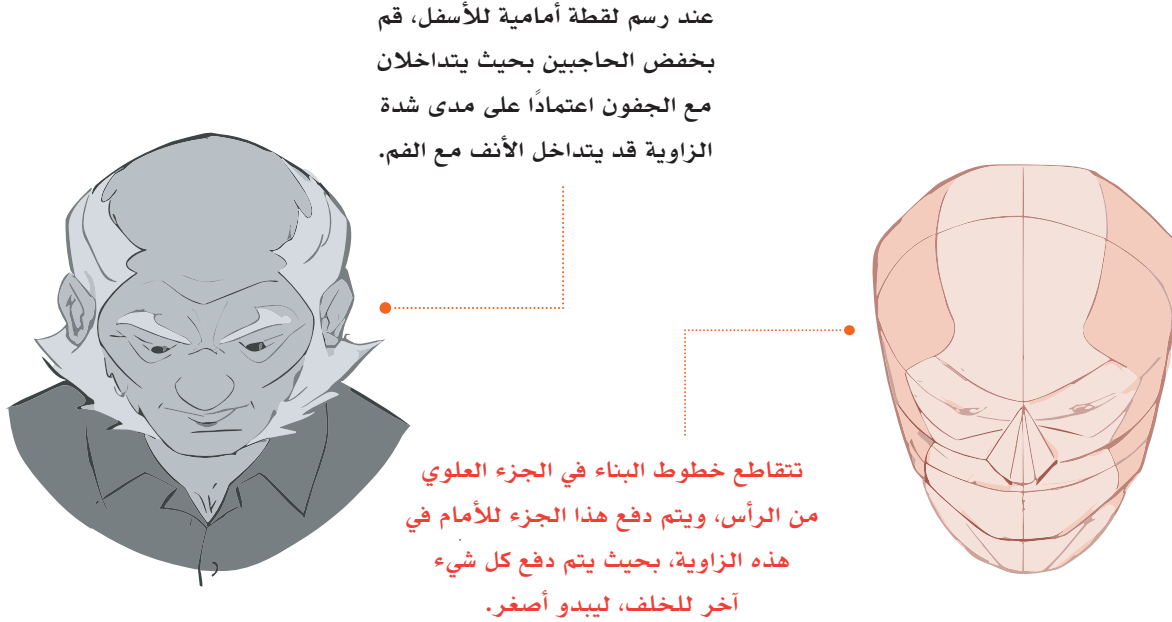 عند رسم لقطة أمامية للأسفل، قم
بخفض الحاجبين بحيث يتداخلان
مع الجفون اعتمادًا على مدى شدة
الزاوية قد يتداخل الأنف مع الفم.
تتقاطع خطوط البناء في الجزء العلوي
من الرأس، ويتم دفع هذا الجزء للأمام في
هذه الزاوية، بحيث يتم دفع كل شيء
آخر للخلف، ليبدو أصغر.